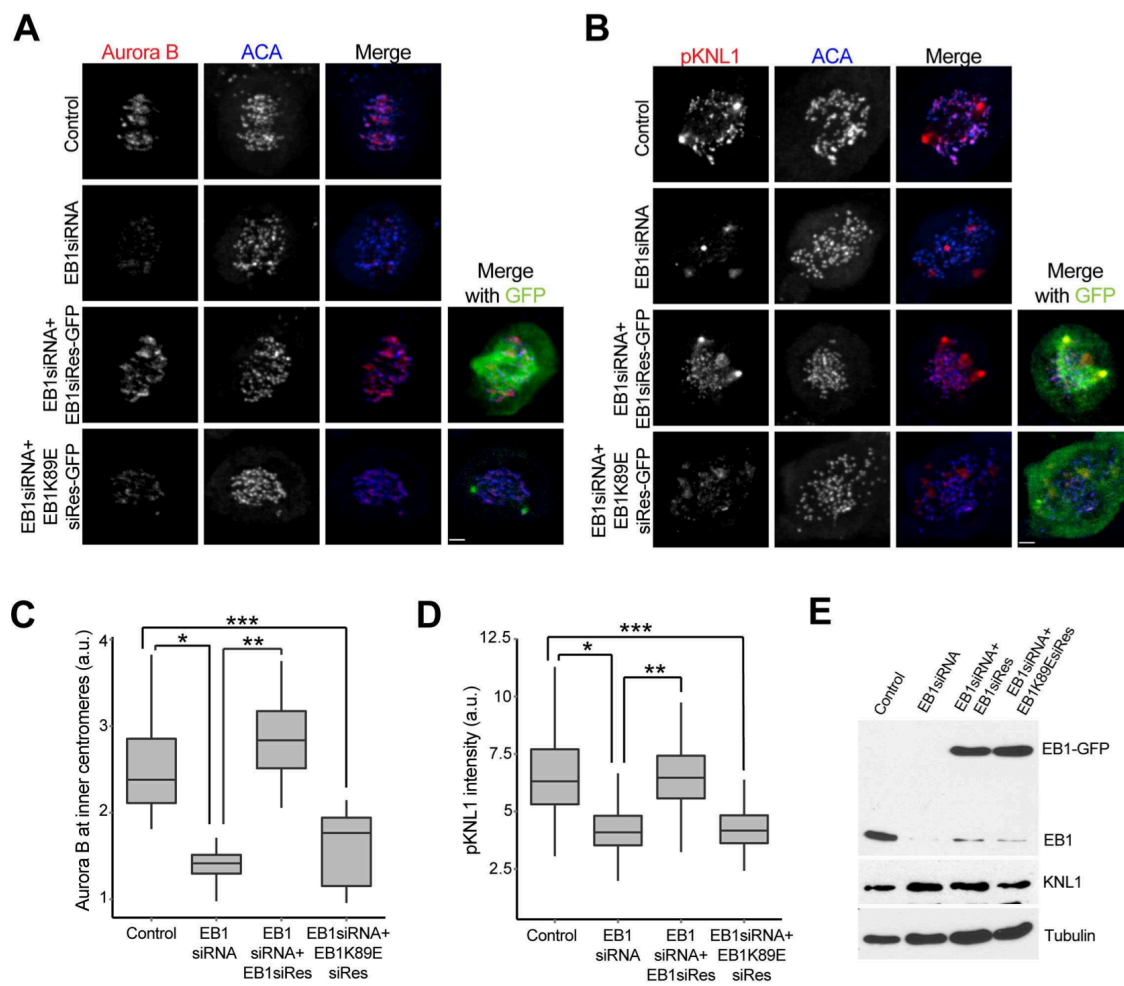 A
Aurora B
ACA
Merge
Control
EB1siRNA
Merge
with GFP
EB1siRNA+
EB1siRes-GFP
EB1siRNA+
EB1K89E
siRes-GFP
B
pKNL1
ACA
Merge
Control
EB1siRNA
Merge
with GFP
EB1siRNA+
EB1siRes-GFP
EB1siRNA+
EB1K89E
siRes-GFP
C
Aurora B at inner centromeres (a.u.)
4
3
2
1
***
*
**
Control
EB1
siRNA
EB1
siRNA+
EB1siRes
EB1siRNA+
EB1K89E
siRes
D
pKNL1 intensity (a.u.)
12.5
10
7.5
5
2.5
***
*
**
Control
EB1
siRNA
EB1
siRNA+
EB1siRes
EB1siRNA+
EB1K89E
siRes
E
Control
EB1siRNA
EB1siRNA+
EB1siRes
EB1siRNA+
EB1K89EsiRes
EB1-GFP
EB1
KNL1
Tubulin